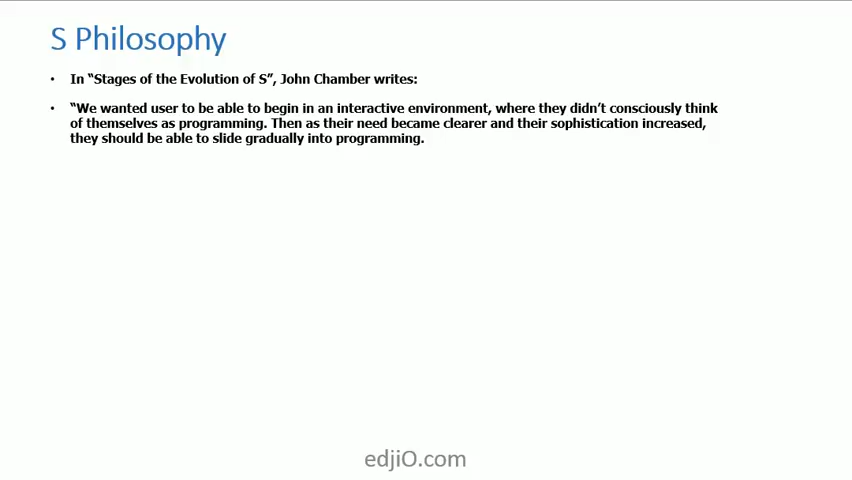 S Philosophy
• In “Stages of the Evolution of S”, John Chamber writes:
• “We wanted user to be able to begin in an interactive environment, where they didn’t consciously think
of themselves as programming. Then as their need became clearer and their sophistication increased,
they should be able to slide gradually into programming.
edjiO.com